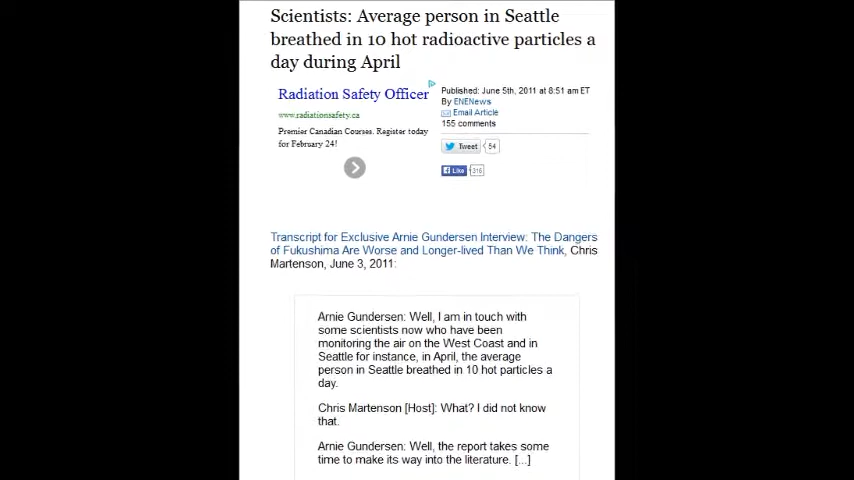 Scientists: Average person in Seattle
breathed in 10 hot radioactive particles a
day during April
Radiation Safety Officer
www.radiationsafety.ca
Premier Canadian Courses. Register today
for February 24!
Published: June 5th, 2011 at 8:51 am ET
By ENENews
Email Article
155 comments
Tweet 54
Like 316
Transcript for Exclusive Arnie Gundersen Interview: The Dangers
of Fukushima Are Worse and Longer-lived Than We Think, Chris
Martenson, June 3, 2011:
Arnie Gundersen: Well, I am in touch with
some scientists now who have been
monitoring the air on the West Coast and in
Seattle for instance, in April, the average
person in Seattle breathed in 10 hot particles a
day.
Chris Martenson [Host]: What? I did not know
that.
Arnie Gundersen: Well, the report takes some
time to make its way into the literature. [...]